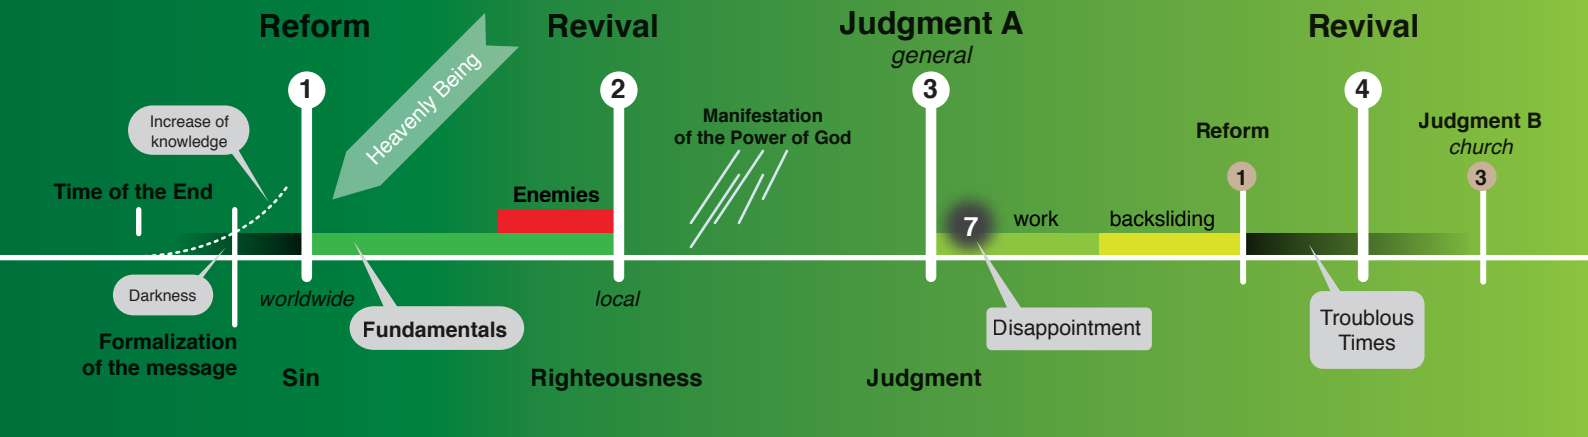 Reform
Revival
Judgment A
general
Revival
Heavenly Being
1
2
3
4
Increase of
knowledge
Manifestation
of the Power of God
Reform
Judgment B
church
Time of the End
Enemies
1
3
7
work
backsliding
Darkness
worldwide
local
Fundamentals
Disappointment
Troublous
Times
Formalization
of the message
Sin
Righteousness
Judgment